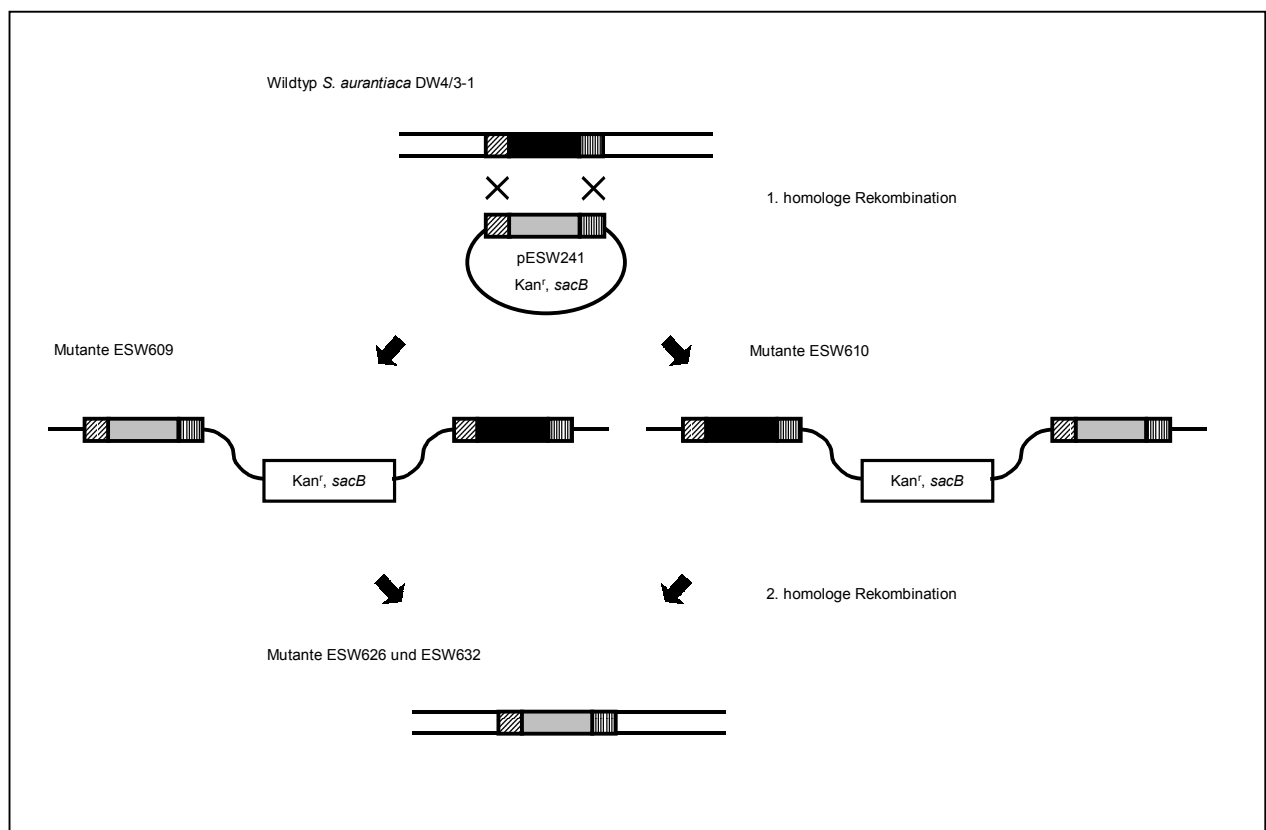 Wildtyp S. aurantiaca DW4/3-1
1. homologe Rekombination
pESW241
Kanʳ, sacB
Mutante ESW609
Mutante ESW610
Kanʳ, sacB
Kanʳ, sacB
2. homologe Rekombination
Mutante ESW626 und ESW632